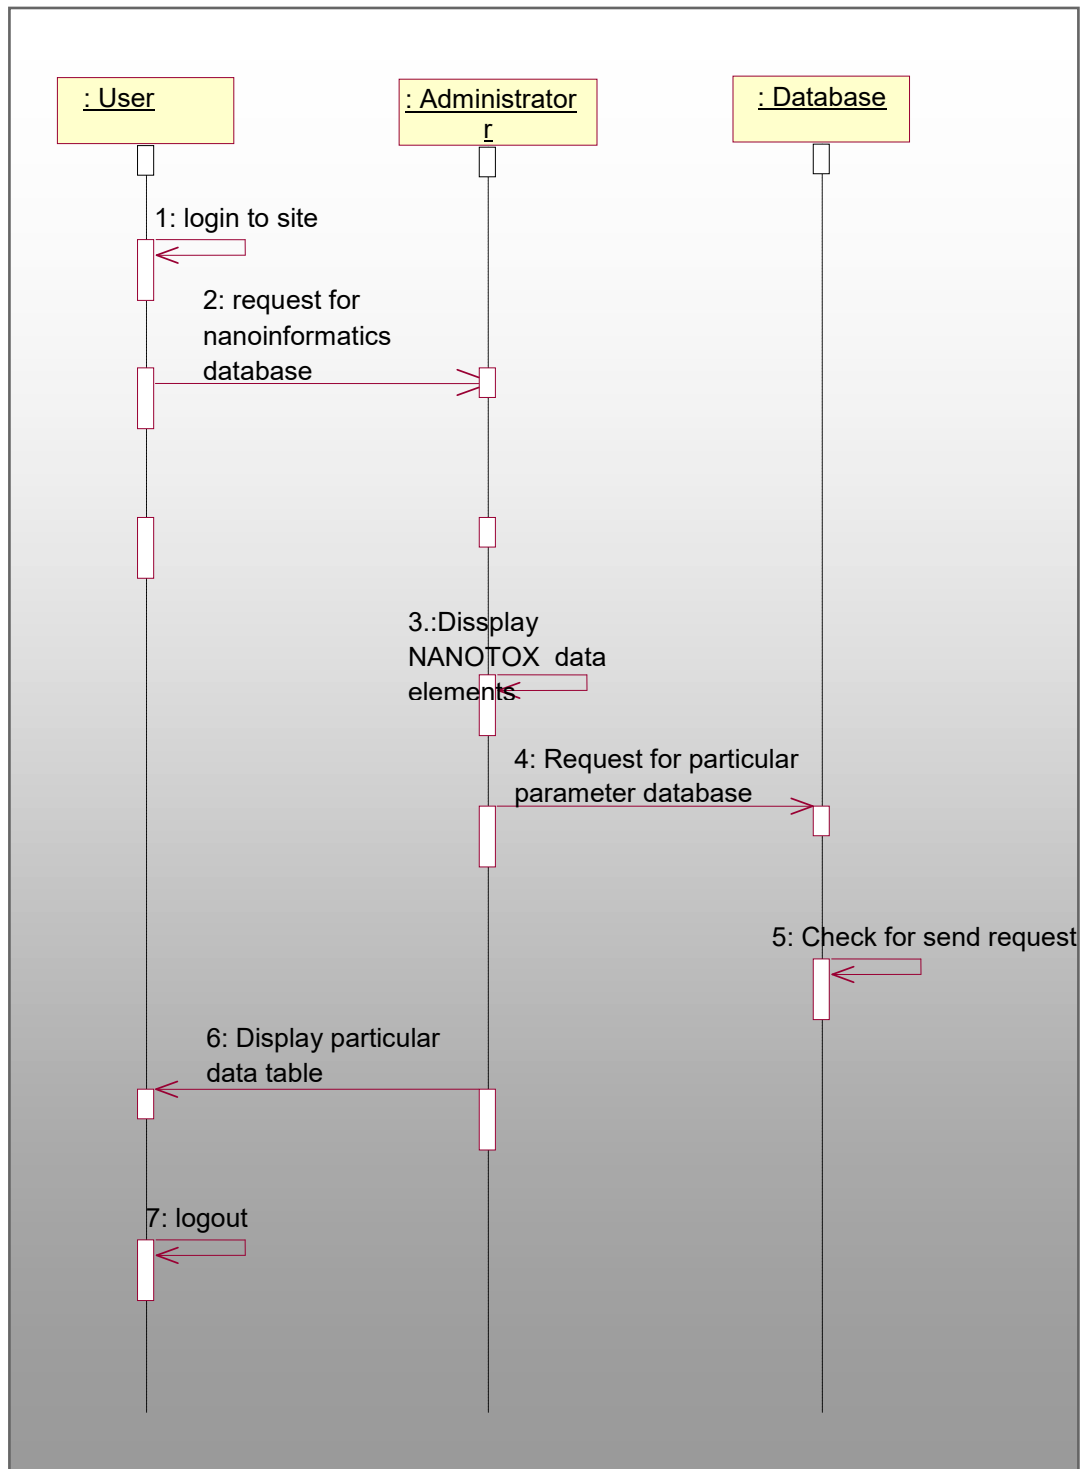 : User
: Administrator
r
: Database
1: login to site
2: request for
nanoinformatics
database
3.:Dissplay
NANOTOX  data
elements
4: Request for particular
parameter database
5: Check for send request
6: Display particular
data table
7: logout